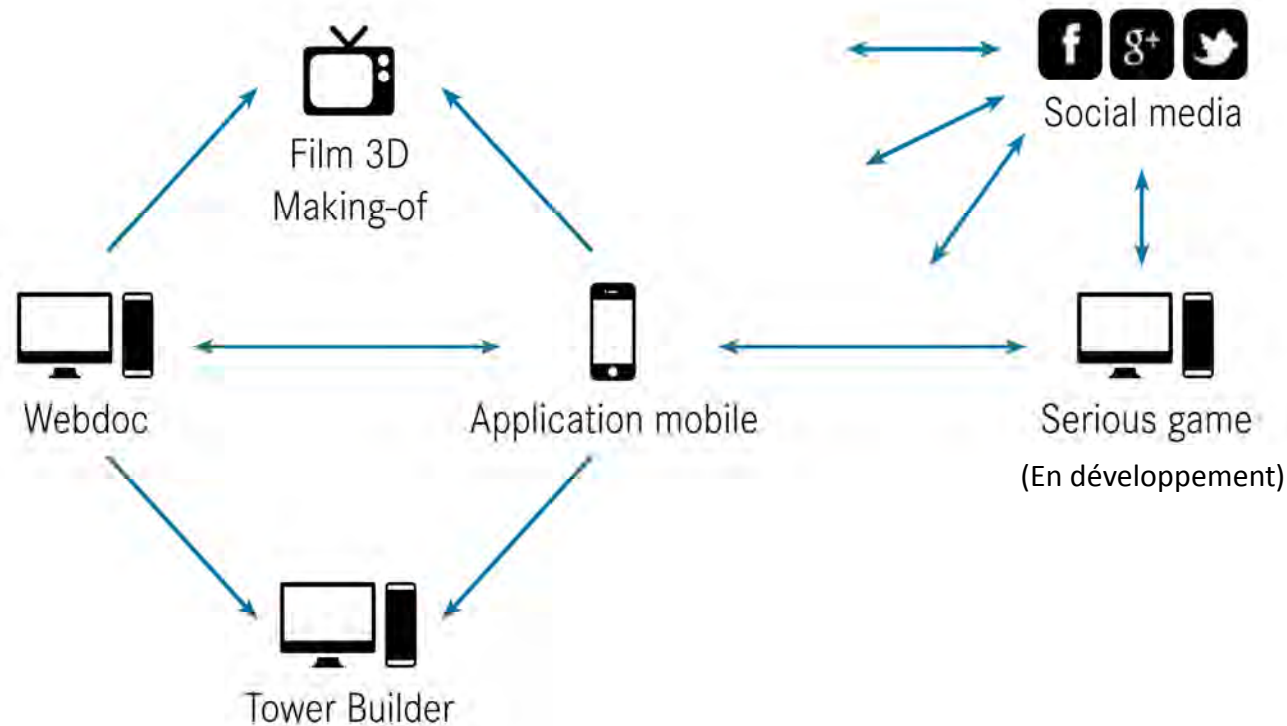 f g+
Social media
Film 3D
Making-of
Webdoc
Application mobile
Serious game
(En développement)
Tower Builder